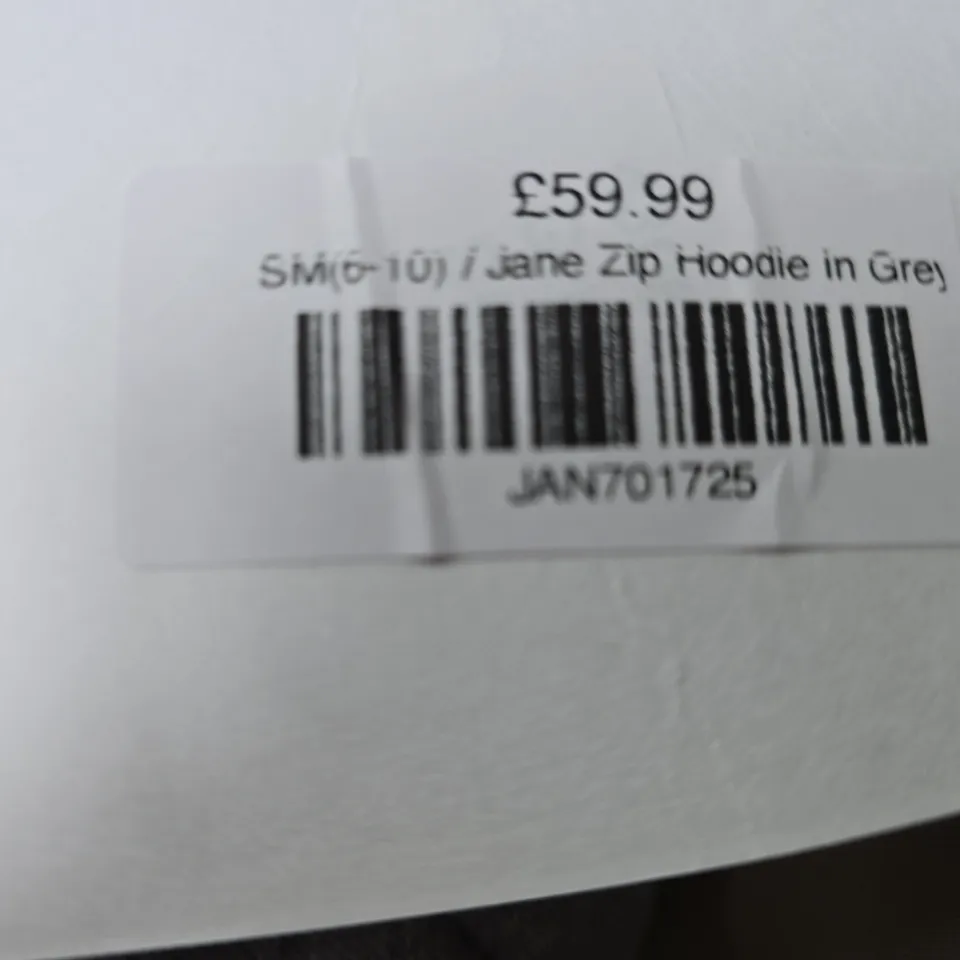 £59.99
SM(6-10) / Jane Zip Hoodie in Grey
JAN701725